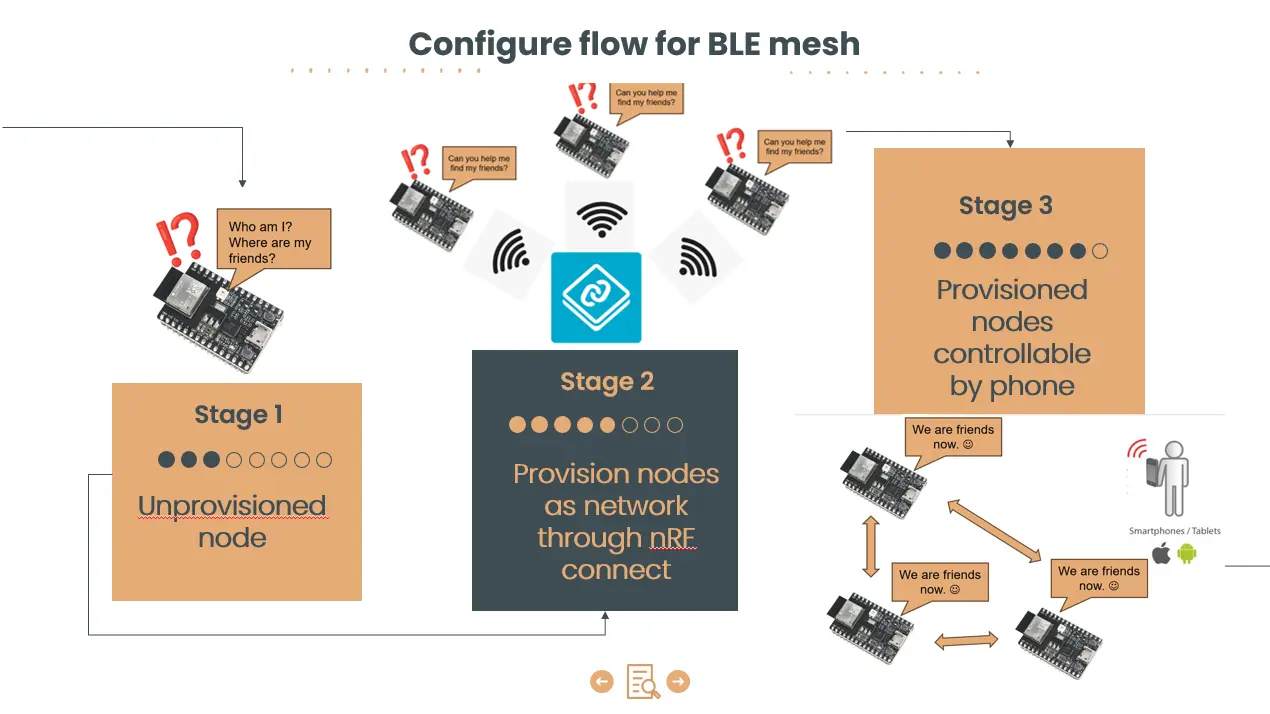 Configure flow for BLE mesh
Can you help me
find my friends?
Can you help me
find my friends?
Can you help me
find my friends?
Who am I?
Where are my
friends?
Stage 1
Unprovisioned
node
Stage 2
Provision nodes
as network
through nRF
connect
Stage 3
Provisioned
nodes
controllable
by phone
We are friends
now. ☺
Smartphones / Tablets
We are friends
now. ☺
We are friends
now. ☺